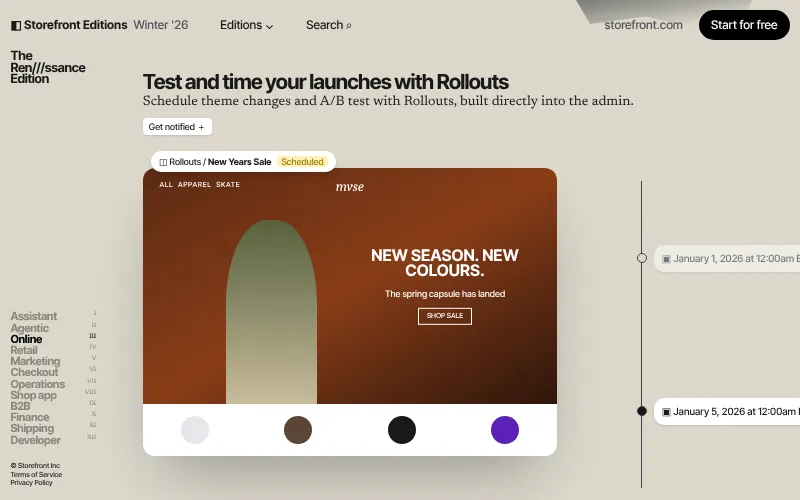 Storefront Editions Winter '26
Editions
Search
storefront.com
Start for free
The
Ren///ssance
Edition
Test and time your launches with Rollouts
Schedule theme changes and A/B test with Rollouts, built directly into the admin.
Get notified +
Rollouts / New Years Sale Scheduled
ALL APPAREL SKATE
mvse
NEW SEASON. NEW
COLOURS.
The spring capsule has landed
SHOP SALE
January 1, 2026 at 12:00am E
January 5, 2026 at 12:00am E
Assistant I
Agentic II
Online III
Retail IV
Marketing V
Checkout VI
Operations VII
Shop app VIII
B2B IX
Finance X
Shipping XI
Developer XII
© Storefront Inc
Terms of Service
Privacy Policy